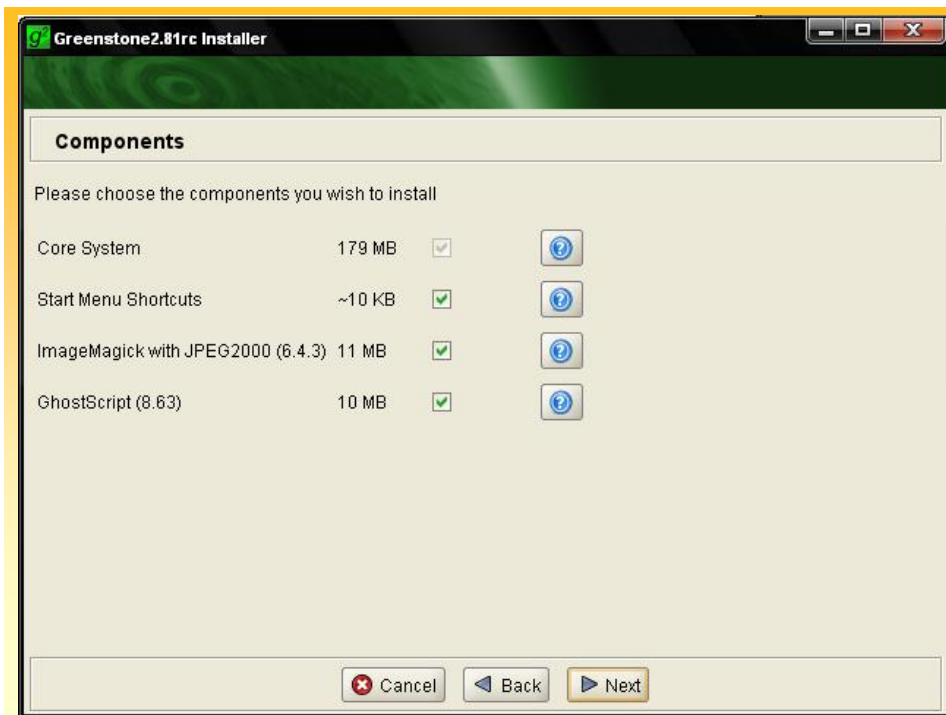 g2 Greenstone2.81rc Installer
Components
Please choose the components you wish to install
Core System 179 MB
Start Menu Shortcuts ~10 KB
ImageMagick with JPEG2000 (6.4.3) 11 MB
GhostScript (8.63) 10 MB
Cancel Back Next